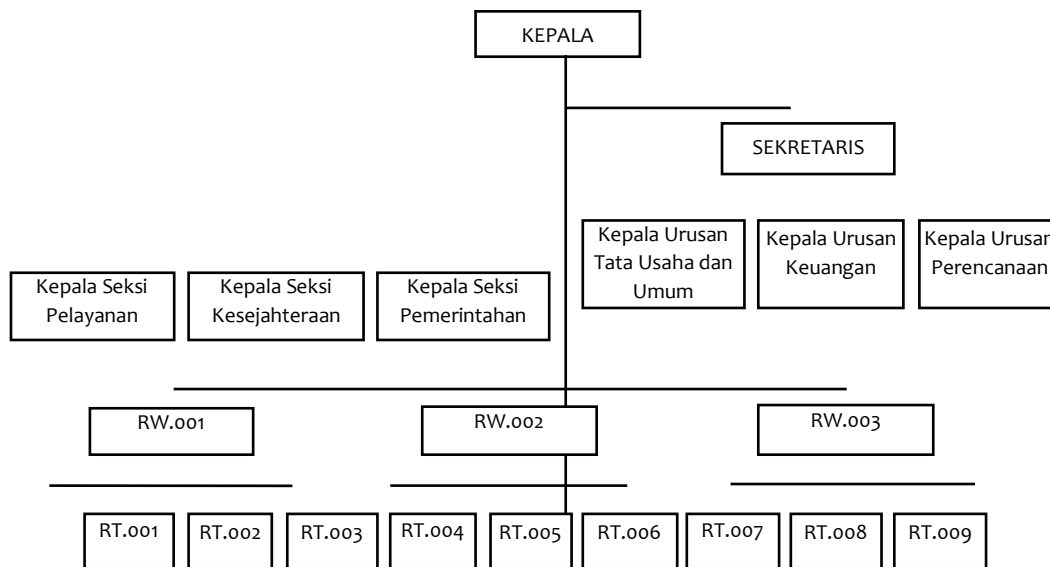 KEPALA
SEKRETARIS
Kepala Urusan
Tata Usaha dan
Umum
Kepala Urusan
Keuangan
Kepala Urusan
Perencanaan
Kepala Seksi
Pelayanan
Kepala Seksi
Kesejahteraan
Kepala Seksi
Pemerintahan
RW.001
RW.002
RW.003
RT.001
RT.002
RT.003
RT.004
RT.005
RT.006
RT.007
RT.008
RT.009